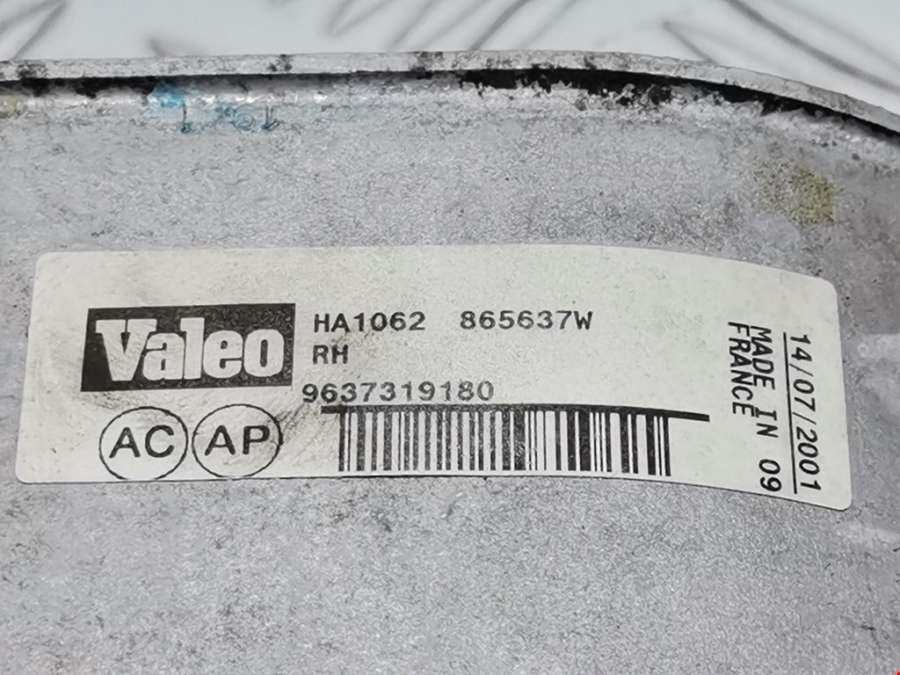 Valeo
HA1062 865637W
RH
9637319180
AC AP
14/07/2001
MADE IN 09
FRANCE